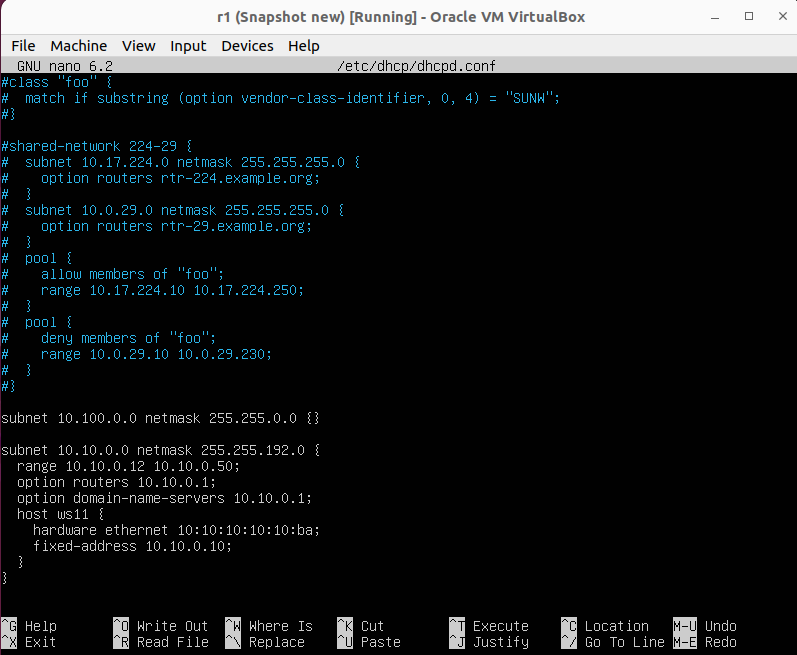 r1 (Snapshot new) [Running] - Oracle VM VirtualBox
File Machine View Input Devices Help
GNU nano 6.2 /etc/dhcp/dhcpd.conf
#class "foo" {
#  match if substring (option vendor-class-identifier, 0, 4) = "SUNW";
#}

#shared-network 224-29 {
#  subnet 10.17.224.0 netmask 255.255.255.0 {
#    option routers rtr-224.example.org;
#  }
#  subnet 10.0.29.0 netmask 255.255.255.0 {
#    option routers rtr-29.example.org;
#  }
#  pool {
#    allow members of "foo";
#    range 10.17.224.10 10.17.224.250;
#  }
#  pool {
#    deny members of "foo";
#    range 10.0.29.10 10.0.29.230;
#  }
#}

subnet 10.100.0.0 netmask 255.255.0.0 {}

subnet 10.10.0.0 netmask 255.255.192.0 {
  range 10.10.0.12 10.10.0.50;
  option routers 10.10.0.1;
  option domain-name-servers 10.10.0.1;
  host ws11 {
    hardware ethernet 10:10:10:10:10:ba;
    fixed-address 10.10.0.10;
  }
}

^G Help ^O Write Out ^W Where Is ^K Cut ^T Execute ^C Location M-U Undo
^X Exit ^R Read File ^\ Replace ^U Paste ^J Justify ^/ Go To Line M-E Redo